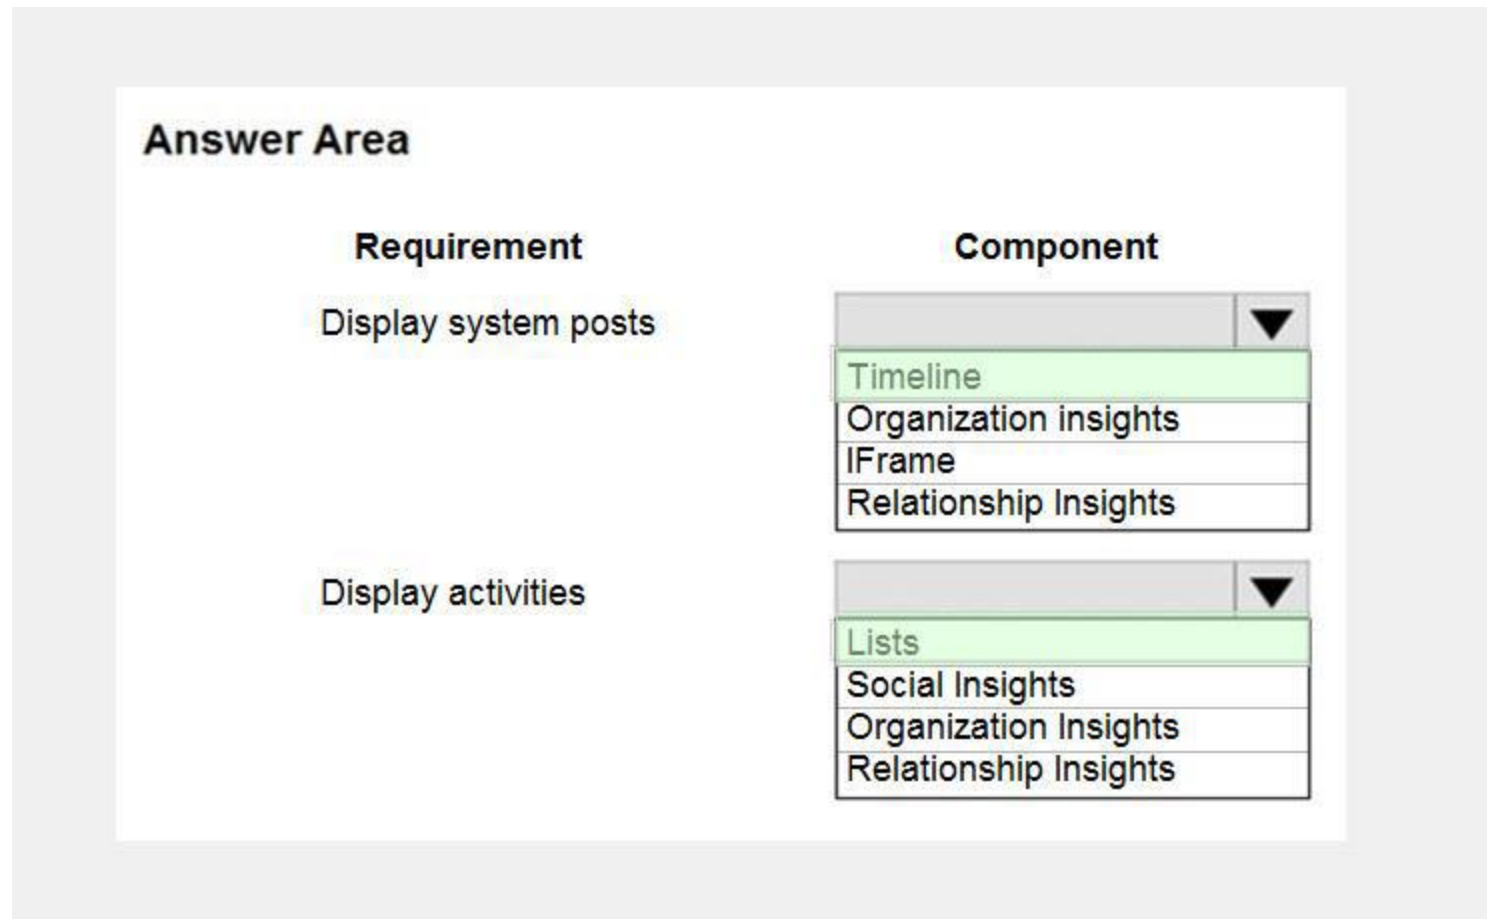 Answer Area
Requirement Component
Display system posts
Timeline
Organization insights
IFrame
Relationship Insights
Display activities
Lists
Social Insights
Organization Insights
Relationship Insights